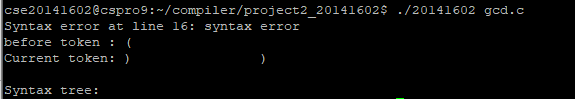 cse20141602@cspro9:~/compiler/project2_20141602$ ./20141602 gcd.c
Syntax error at line 16: syntax error
before token : (
Current token: )                )
Syntax tree: